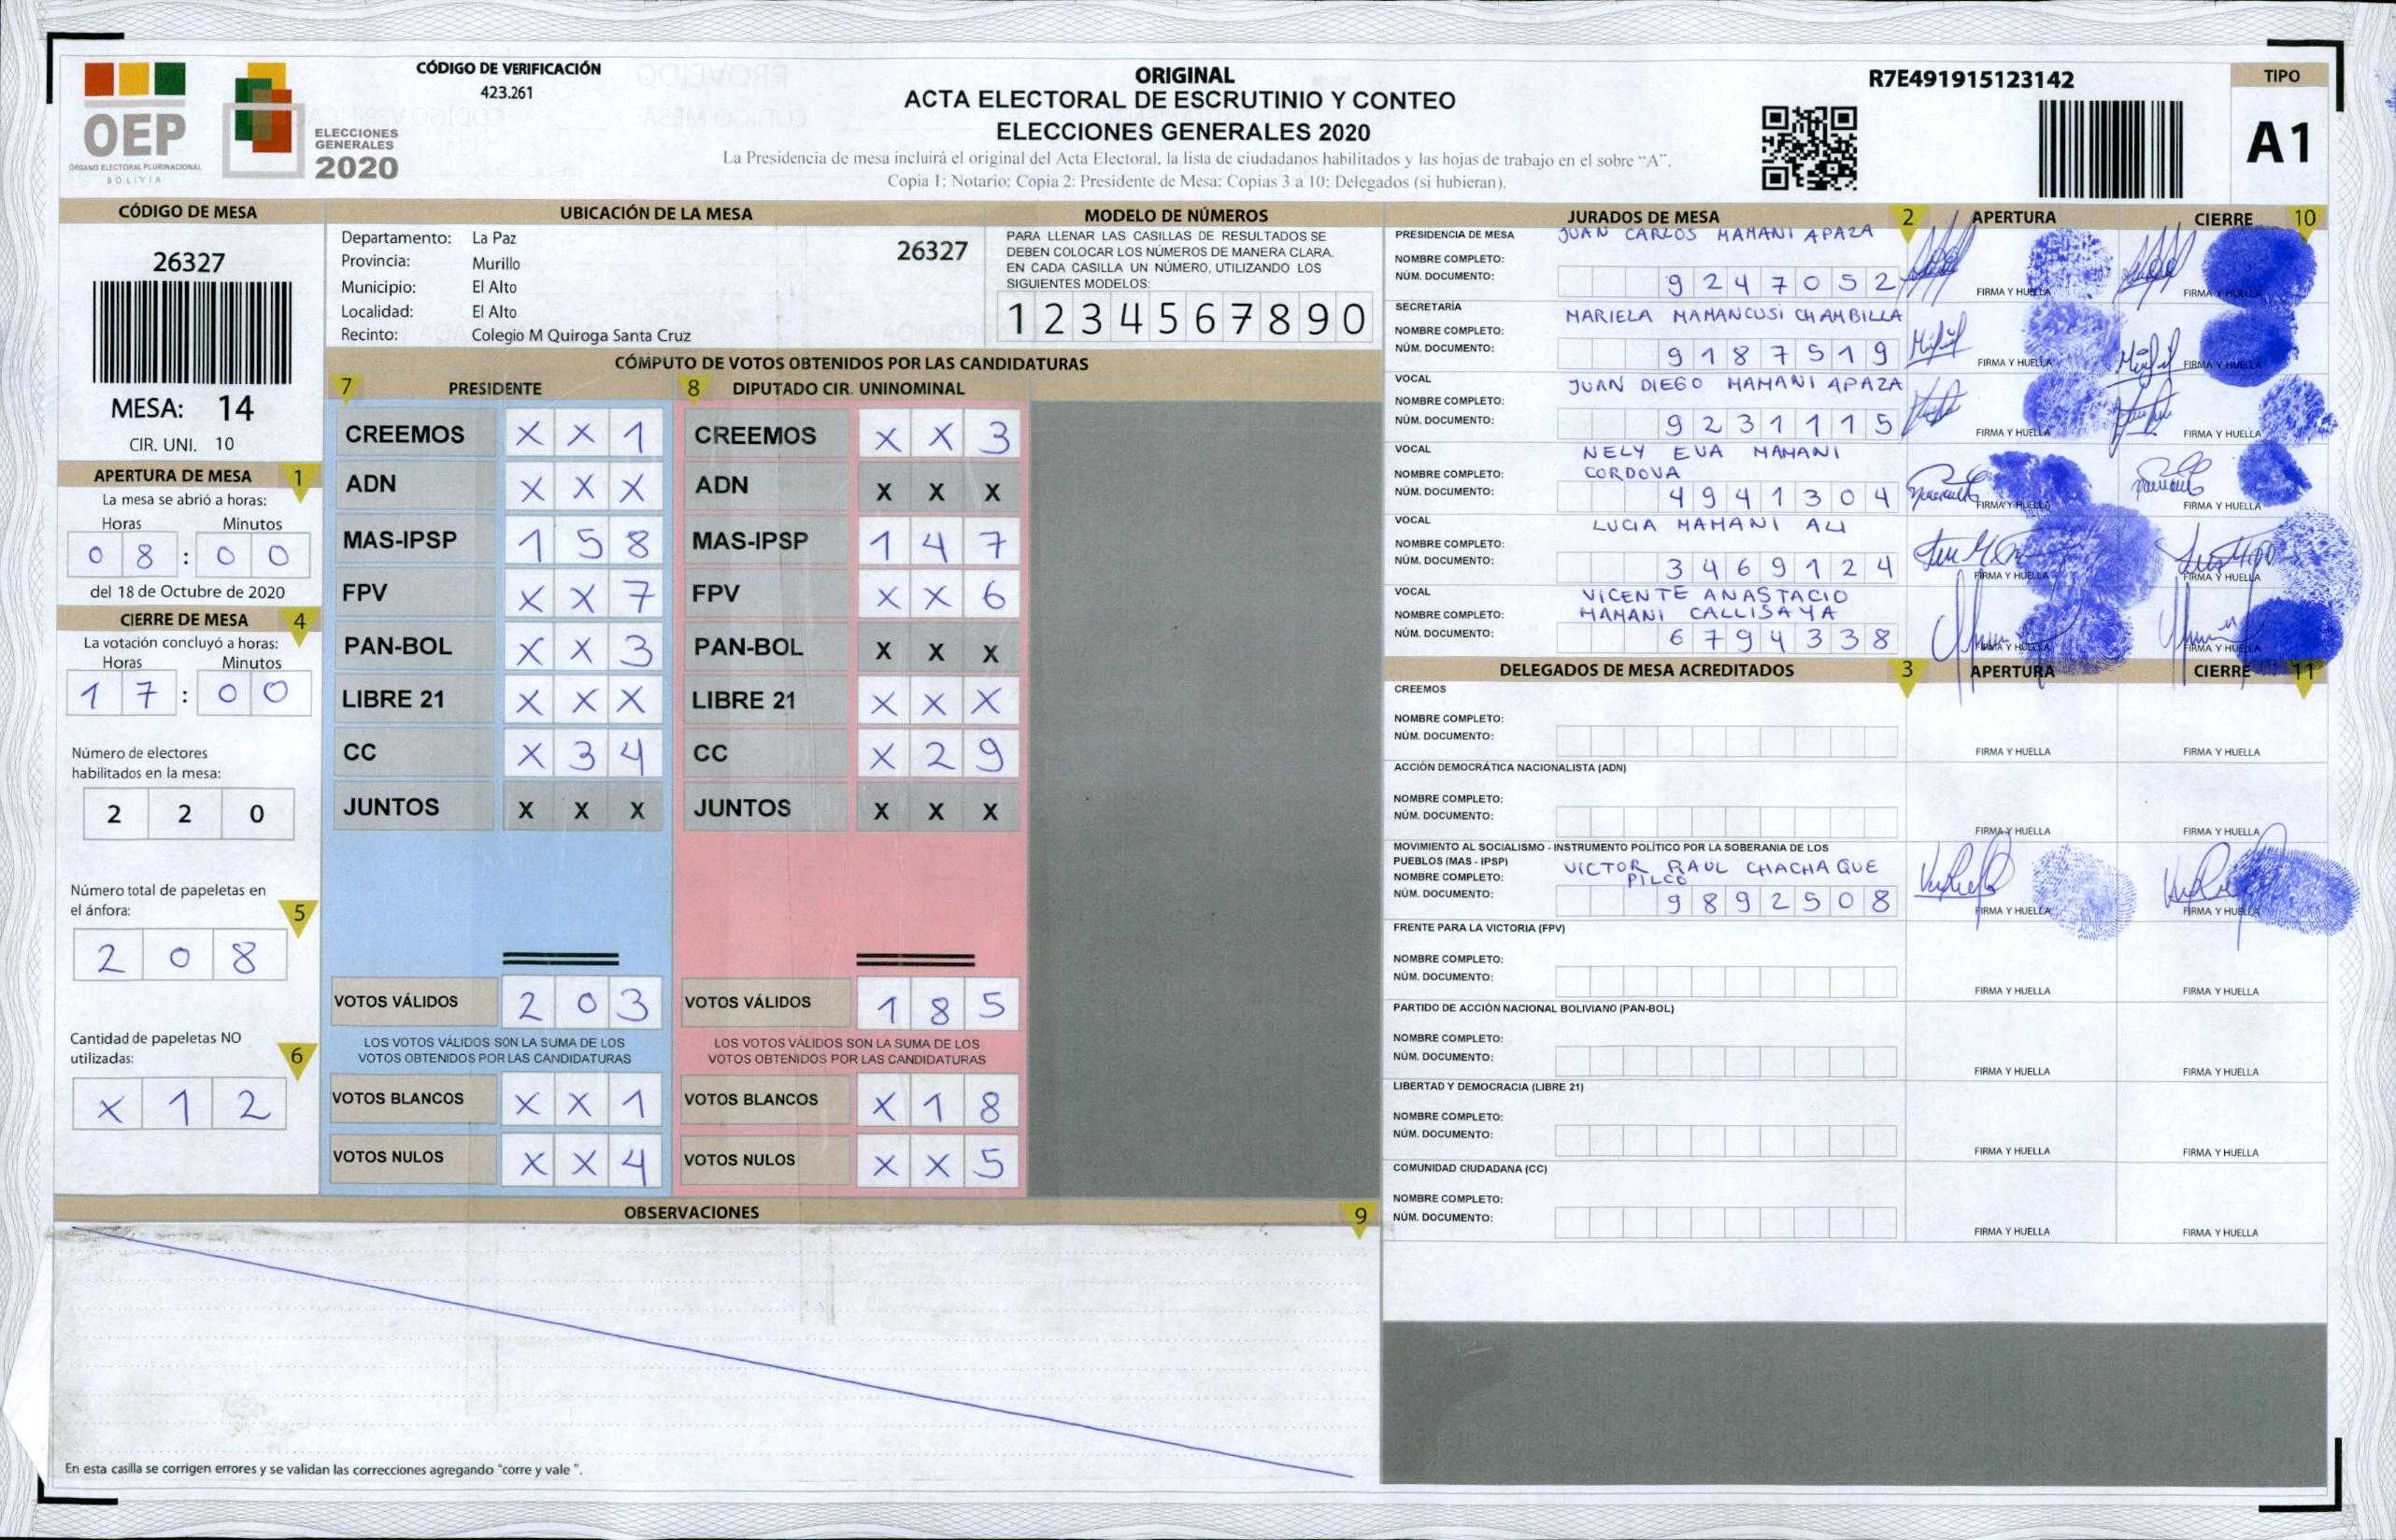 OEP
ÓRGANO ELECTORAL PLURINACIONAL
BOLIVIA
ELECCIONES
GENERALES
2020
CÓDIGO DE VERIFICACIÓN
423.261
ORIGINAL
ACTA ELECTORAL DE ESCRUTINIO Y CONTEO
ELECCIONES GENERALES 2020
La Presidencia de mesa incluirá el original del Acta Electoral, la lista de ciudadanos habilitados y las hojas de trabajo en el sobre "A".
Copia 1: Notario; Copia 2: Presidente de Mesa; Copias 3 a 10: Delegados (si hubieran).
R7E491915123142
TIPO
A1
CÓDIGO DE MESA
26327
MESA: 14
CIR. UNI. 10
APERTURA DE MESA 1
La mesa se abrió a horas:
Horas Minutos
0 8 : 0 0
del 18 de Octubre de 2020
CIERRE DE MESA 4
La votación concluyó a horas:
Horas Minutos
1 7 : 0 0
Número de electores
habilitados en la mesa:
2 2 0
Número total de papeletas en
el ánfora: 5
2 0 8
Cantidad de papeletas NO
utilizadas: 6
X 1 2
UBICACIÓN DE LA MESA
Departamento: La Paz
Provincia: Murillo
Municipio: El Alto
Localidad: El Alto
Recinto: Colegio M Quiroga Santa Cruz
26327
MODELO DE NÚMEROS
PARA LLENAR LAS CASILLAS DE RESULTADOS SE
DEBEN COLOCAR LOS NÚMEROS DE MANERA CLARA.
EN CADA CASILLA UN NÚMERO, UTILIZANDO LOS
SIGUIENTES MODELOS:
1 2 3 4 5 6 7 8 9 0
CÓMPUTO DE VOTOS OBTENIDOS POR LAS CANDIDATURAS
7 PRESIDENTE 8 DIPUTADO CIR. UNINOMINAL
CREEMOS X X 1 CREEMOS X X 3
ADN X X X ADN X X X
MAS-IPSP 1 5 8 MAS-IPSP 1 4 7
FPV X X 7 FPV X X 6
PAN-BOL X X 3 PAN-BOL X X X
LIBRE 21 X X X LIBRE 21 X X X
CC X 3 4 CC X 2 9
JUNTOS X X X JUNTOS X X X
VOTOS VÁLIDOS 2 0 3 VOTOS VÁLIDOS 1 8 5
LOS VOTOS VÁLIDOS SON LA SUMA DE LOS LOS VOTOS VÁLIDOS SON LA SUMA DE LOS
VOTOS OBTENIDOS POR LAS CANDIDATURAS VOTOS OBTENIDOS POR LAS CANDIDATURAS
VOTOS BLANCOS X X 1 VOTOS BLANCOS X 1 8
VOTOS NULOS X X 4 VOTOS NULOS X X 5
OBSERVACIONES 9
En esta casilla se corrigen errores y se validan las correcciones agregando "corre y vale ".
JURADOS DE MESA 2 APERTURA CIERRE 10
PRESIDENCIA DE MESA JUAN CARLOS MAMANI APAZA
NOMBRE COMPLETO:
NÚM. DOCUMENTO: 9 2 4 7 0 5 2 FIRMA Y HUELLA FIRMA Y HUELLA
SECRETARÍA MARIELA MAMANCUSI CHAMBILLA
NOMBRE COMPLETO:
NÚM. DOCUMENTO: 9 1 8 7 5 1 9 FIRMA Y HUELLA FIRMA Y HUELLA
VOCAL JUAN DIEGO MAMANI APAZA
NOMBRE COMPLETO:
NÚM. DOCUMENTO: 9 2 3 1 1 1 5 FIRMA Y HUELLA FIRMA Y HUELLA
VOCAL NELY EVA MAMANI
NOMBRE COMPLETO: CORDOVA
NÚM. DOCUMENTO: 4 9 4 1 3 0 4 FIRMA Y HUELLA FIRMA Y HUELLA
VOCAL LUCIA MAMANI ALI
NOMBRE COMPLETO:
NÚM. DOCUMENTO: 3 4 6 9 1 2 4 FIRMA Y HUELLA FIRMA Y HUELLA
VOCAL VICENTE ANASTACIO
NOMBRE COMPLETO: MAMANI CALLISAYA
NÚM. DOCUMENTO: 6 7 9 4 3 3 8 FIRMA Y HUELLA FIRMA Y HUELLA
DELEGADOS DE MESA ACREDITADOS 3 APERTURA CIERRE 11
CREEMOS
NOMBRE COMPLETO:
NÚM. DOCUMENTO: FIRMA Y HUELLA FIRMA Y HUELLA
ACCIÓN DEMOCRÁTICA NACIONALISTA (ADN)
NOMBRE COMPLETO:
NÚM. DOCUMENTO: FIRMA Y HUELLA FIRMA Y HUELLA
MOVIMIENTO AL SOCIALISMO - INSTRUMENTO POLÍTICO POR LA SOBERANIA DE LOS
PUEBLOS (MAS - IPSP) VICTOR RAUL CHACHAQUE
NOMBRE COMPLETO: PILCO
NÚM. DOCUMENTO: 9 8 9 2 5 0 8 FIRMA Y HUELLA FIRMA Y HUELLA
FRENTE PARA LA VICTORIA (FPV)
NOMBRE COMPLETO:
NÚM. DOCUMENTO: FIRMA Y HUELLA FIRMA Y HUELLA
PARTIDO DE ACCIÓN NACIONAL BOLIVIANO (PAN-BOL)
NOMBRE COMPLETO:
NÚM. DOCUMENTO: FIRMA Y HUELLA FIRMA Y HUELLA
LIBERTAD Y DEMOCRACIA (LIBRE 21)
NOMBRE COMPLETO:
NÚM. DOCUMENTO: FIRMA Y HUELLA FIRMA Y HUELLA
COMUNIDAD CIUDADANA (CC)
NOMBRE COMPLETO:
NÚM. DOCUMENTO: FIRMA Y HUELLA FIRMA Y HUELLA